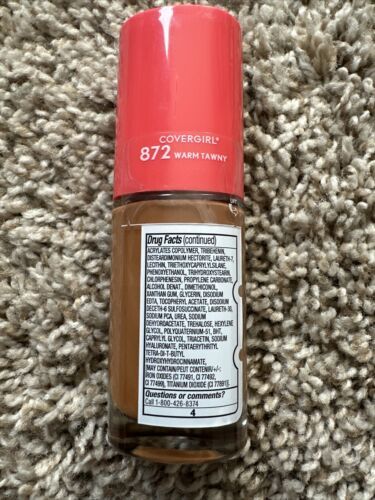 COVERGIRL®
872 WARM TAWNY
Drug Facts (continued)
ACRYLATES COPOLYMER, TRIBEHENIN,
DISTEARDIMONIUM HECTORITE, LAURETH-7,
LECITHIN, TRIETHOXYCAPRYLYLSILANE,
PHENOXYETHANOL, TRIHYDROXYSTEARIN,
CHLORPHENESIN, PROPYLENE CARBONATE,
ALCOHOL DENAT., DIMETHICONOL,
XANTHAN GUM, GLYCERIN, DISODIUM
EDTA, TOCOPHERYL ACETATE, DISODIUM
DECETH-6 SULFOSUCCINATE, LAURETH-30,
SODIUM PCA, UREA, SODIUM
DEHYDROACETATE, TREHALOSE, HEXYLENE
GLYCOL, POLYQUATERNIUM-51, BHT,
CAPRYLYL GLYCOL, TRIACETIN, SODIUM
HYALURONATE, PENTAERYTHRITYL
TETRA-DI-T-BUTYL
HYDROXYHYDROCINNAMATE,
MAY CONTAIN/PEUT CONTENIR/+/-:
IRON OXIDES (CI 77491, CI 77492,
CI 77499), TITANIUM DIOXIDE (CI 77891)]
Questions or comments?
Call 1-800-426-8374
4